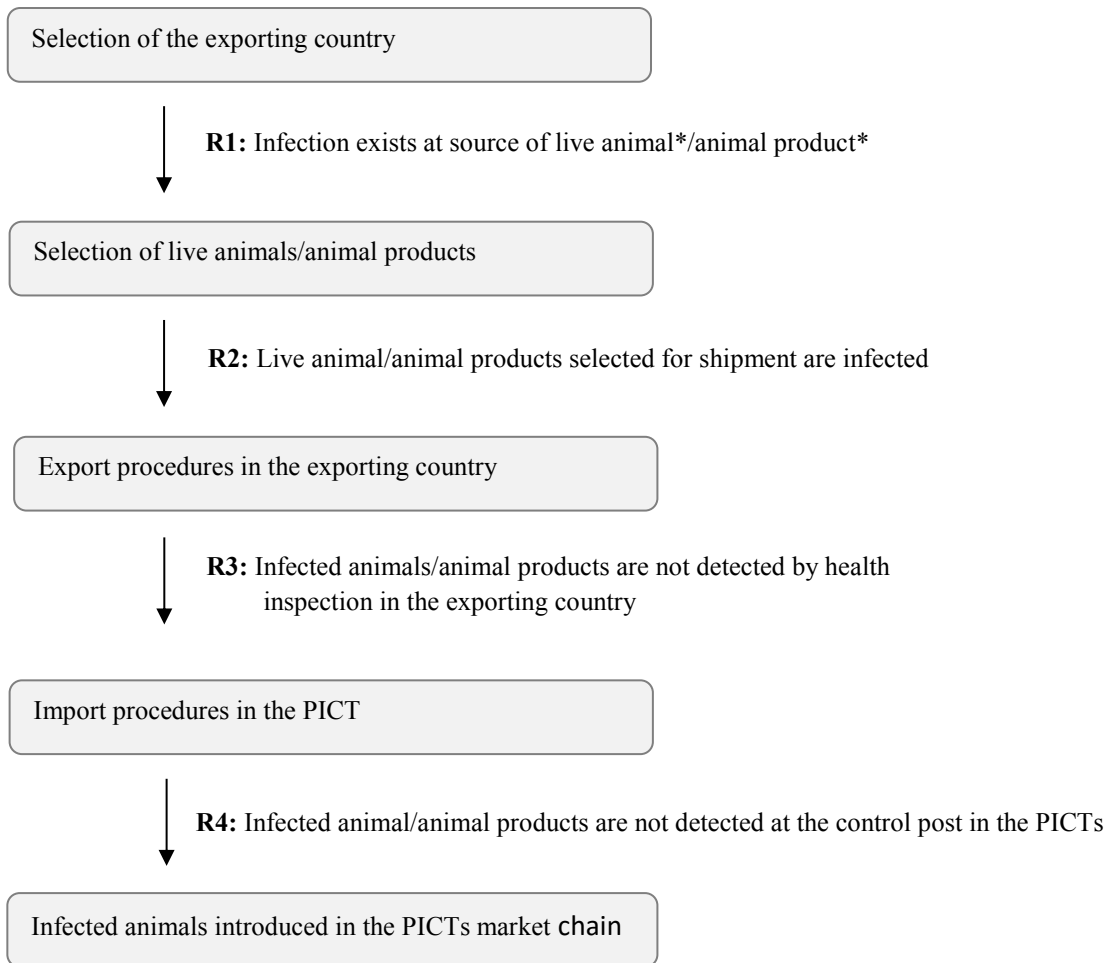 Selection of the exporting country
R1: Infection exists at source of live animal*/animal product*
Selection of live animals/animal products
R2: Live animal/animal products selected for shipment are infected
Export procedures in the exporting country
R3: Infected animals/animal products are not detected by health
inspection in the exporting country
Import procedures in the PICT
R4: Infected animal/animal products are not detected at the control post in the PICTs
Infected animals introduced in the PICTs market chain